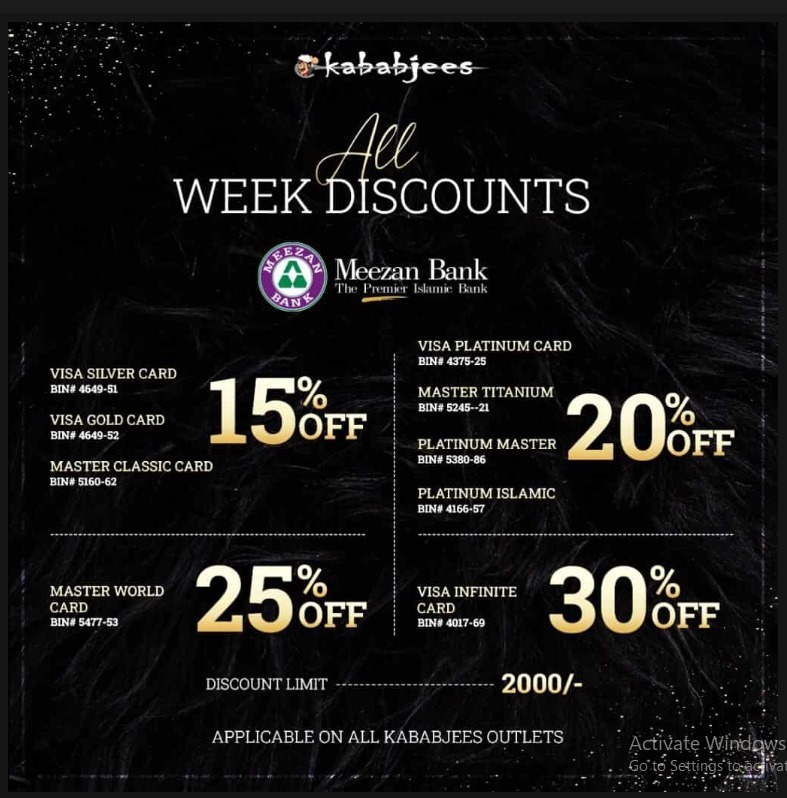 kababjees
All
WEEK DISCOUNTS
MEEZAN BANK
Meezan Bank
The Premier Islamic Bank
VISA SILVER CARD
BIN# 4649-51
VISA GOLD CARD
BIN# 4649-52
MASTER CLASSIC CARD
BIN# 5160-62
15% OFF
VISA PLATINUM CARD
BIN# 4375-25
MASTER TITANIUM
BIN# 5245--21
PLATINUM MASTER
BIN# 5380-86
PLATINUM ISLAMIC
BIN# 4166-57
20% OFF
MASTER WORLD
CARD
BIN# 5477-53
25% OFF
VISA INFINITE
CARD
BIN# 4017-69
30% OFF
DISCOUNT LIMIT 2000/-
APPLICABLE ON ALL KABABJEES OUTLETS
Activate Windows
Go to Settings to activat